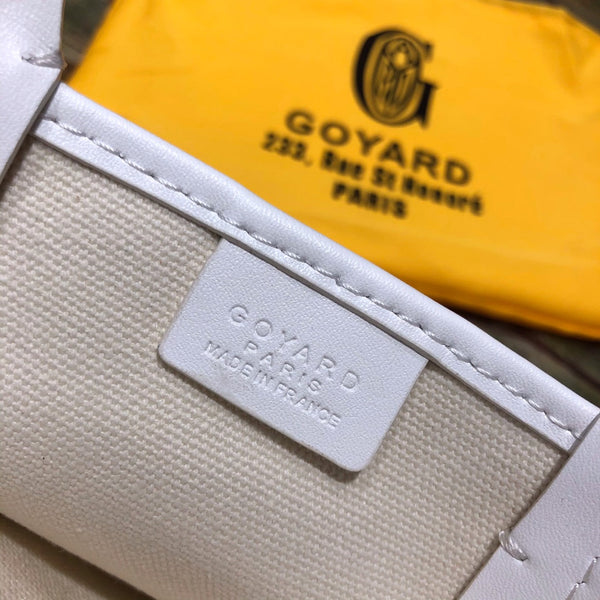 G
GOYARD
233, Rue St Honoré
PARIS
GOYARD
PARIS
MADE IN FRANCE